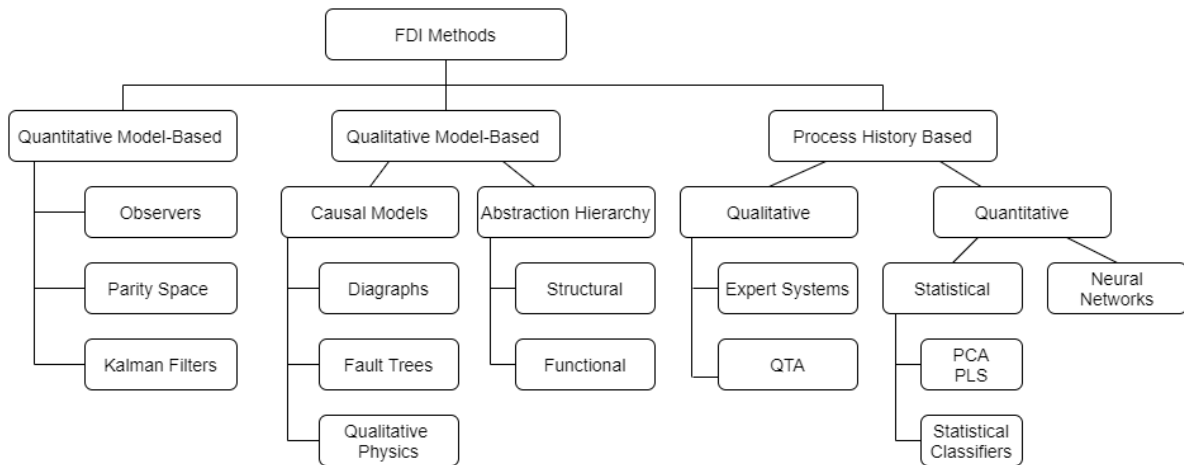 FDI Methods
Quantitative Model-Based
Qualitative Model-Based
Process History Based
Observers
Causal Models
Abstraction Hierarchy
Qualitative
Quantitative
Parity Space
Diagraphs
Structural
Expert Systems
Statistical
Neural
Networks
Kalman Filters
Fault Trees
Functional
QTA
PCA
PLS
Qualitative
Physics
Statistical
Classifiers